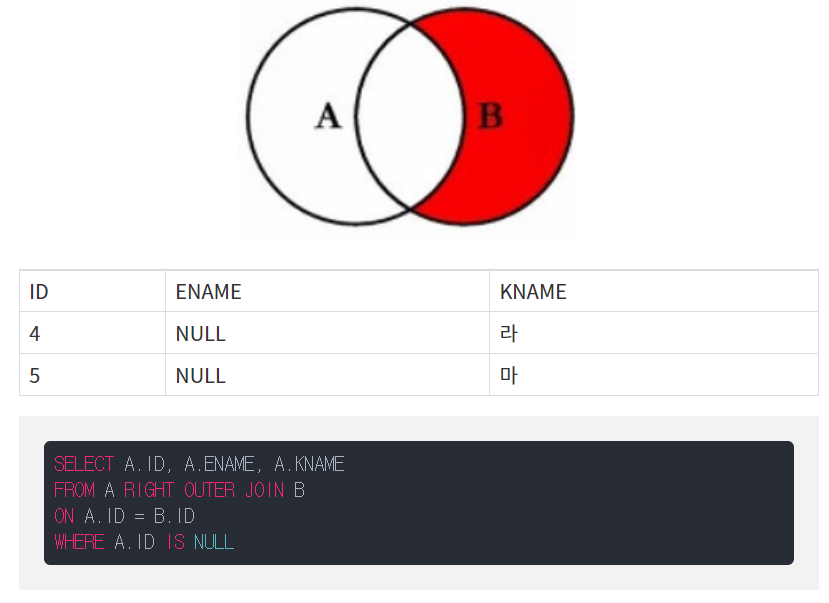 A B
ID ENAME KNAME
4 NULL 라
5 NULL 마
SELECT A.ID, A.ENAME, A.KNAME
FROM A RIGHT OUTER JOIN B
ON A.ID = B.ID
WHERE A.ID IS NULL